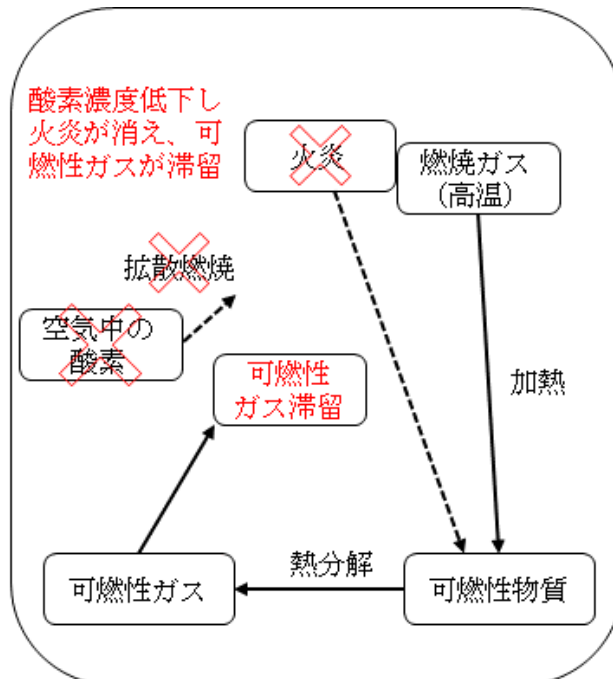 酸素濃度低下し
火炎が消え、可
燃性ガスが滞留
火炎
燃焼ガス
(高温)
拡散燃焼
空気中の
酸素
可燃性
ガス滞留
加熱
熱分解
可燃性ガス
可燃性物質